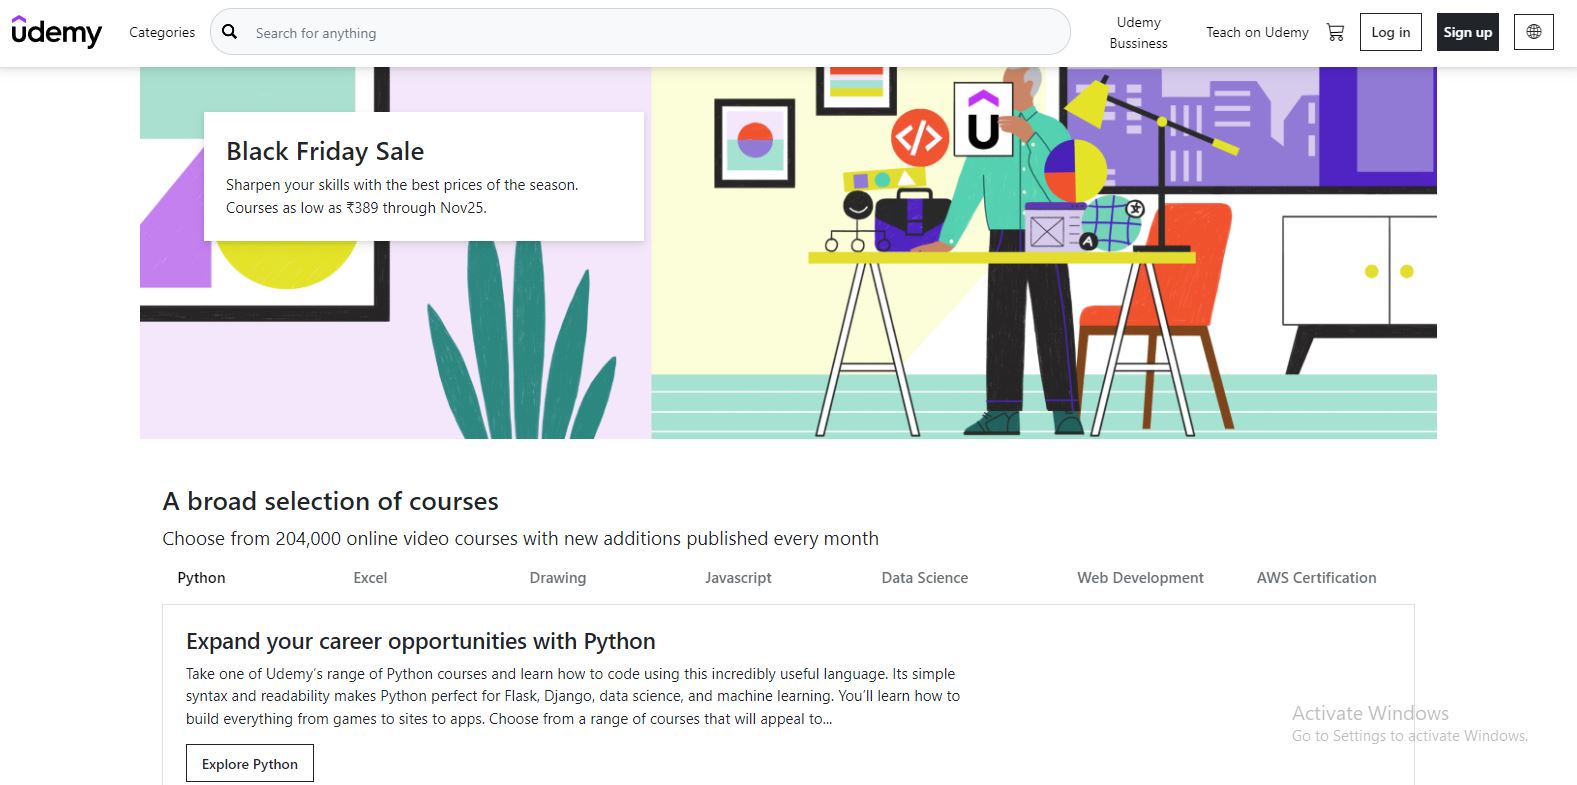 ûdemy
Categories
Search for anything
Udemy
Bussiness
Teach on Udemy
Log in
Sign up
Black Friday Sale
Sharpen your skills with the best prices of the season.
Courses as low as ₹389 through Nov25.
</>
U
A
A broad selection of courses
Choose from 204,000 online video courses with new additions published every month
Python Excel Drawing Javascript Data Science Web Development AWS Certification
Expand your career opportunities with Python
Take one of Udemy’s range of Python courses and learn how to code using this incredibly useful language. Its simple
syntax and readability makes Python perfect for Flask, Django, data science, and machine learning. You’ll learn how to
build everything from games to sites to apps. Choose from a range of courses that will appeal to...
Explore Python
Activate Windows
Go to Settings to activate Windows.